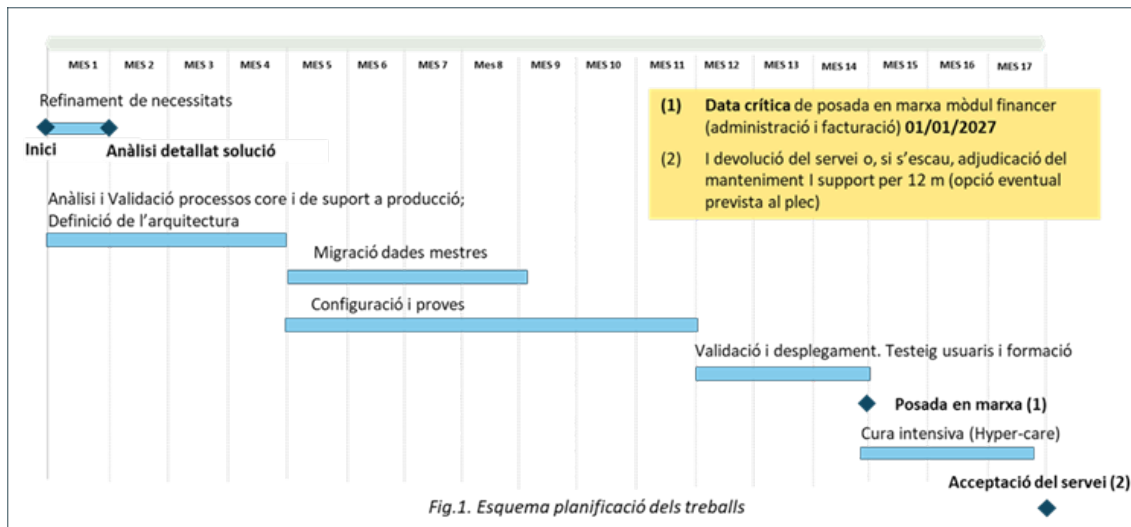 MES 1 MES 2 MES 3 MES 4 MES 5 MES 6 MES 7 Mes 8 MES 9 MES 10 MES 11 MES 12 MES 13 MES 14 MES 15 MES 16 MES 17
Refinament de necessitats
Inici
Anàlisi detallat solució
(1) Data crítica de posada en marxa mòdul financer
(administració i facturació) 01/01/2027
(2) I devolució del servei o, si s'escau, adjudicació del
manteniment I support per 12 m (opció eventual
prevista al plec)
Anàlisi i Validació processos core i de suport a producció;
Definició de l'arquitectura
Migració dades mestres
Configuració i proves
Validació i desplegament. Testeig usuaris i formació
Posada en marxa (1)
Cura intensiva (Hyper-care)
Acceptació del servei (2)
Fig.1. Esquema planificació dels treballs